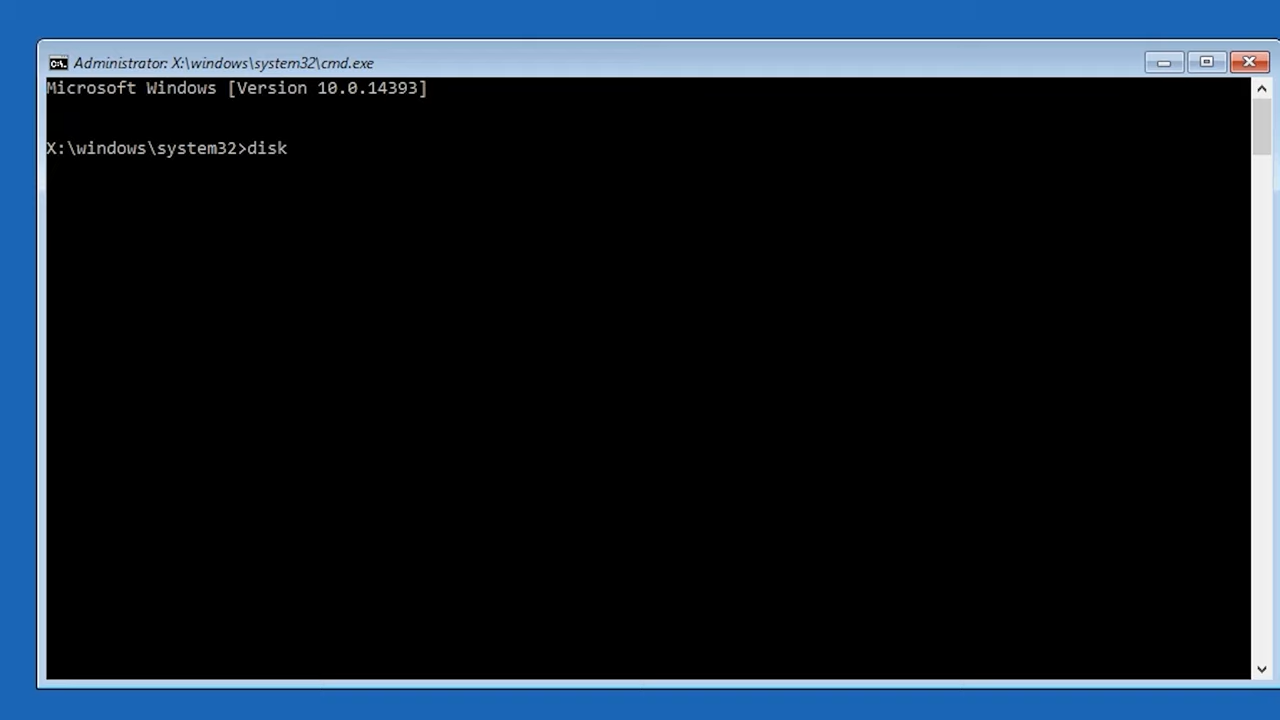 Administrator: X:\windows\system32\cmd.exe
Microsoft Windows [Version 10.0.14393]
X:\windows\system32>disk